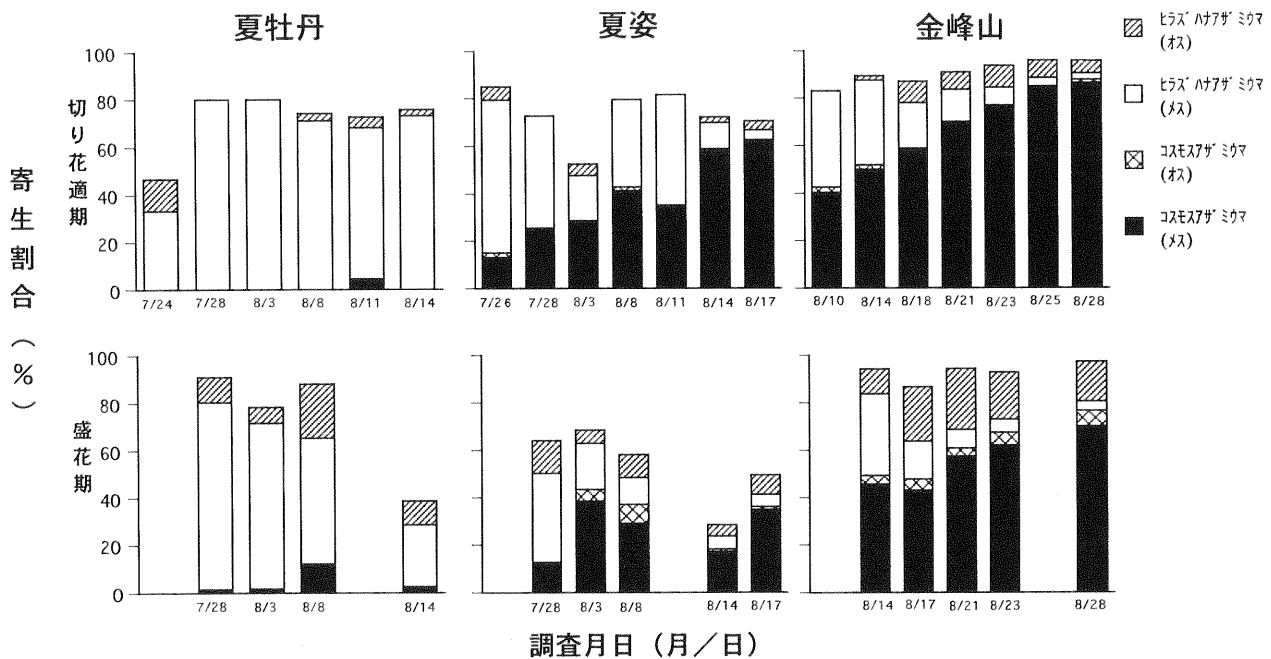 夏牡丹
夏姿
金峰山
ﾋﾗｽﾞﾊﾅｱｻﾞﾐｳﾏ
(オス)
ﾋﾗｽﾞﾊﾅｱｻﾞﾐｳﾏ
(メス)
ｺｽﾓｽｱｻﾞﾐｳﾏ
(オス)
ｺｽﾓｽｱｻﾞﾐｳﾏ
(メス)
寄生割合(%)
切り花適期
100
80
60
40
20
0
7/24 7/28 8/3 8/8 8/11 8/14
7/26 7/28 8/3 8/8 8/11 8/14 8/17
8/10 8/14 8/18 8/21 8/23 8/25 8/28
盛花期
100
80
60
40
20
0
7/28 8/3 8/8 8/14
7/28 8/3 8/8 8/14 8/17
8/14 8/17 8/21 8/23 8/28
調査月日(月/日)